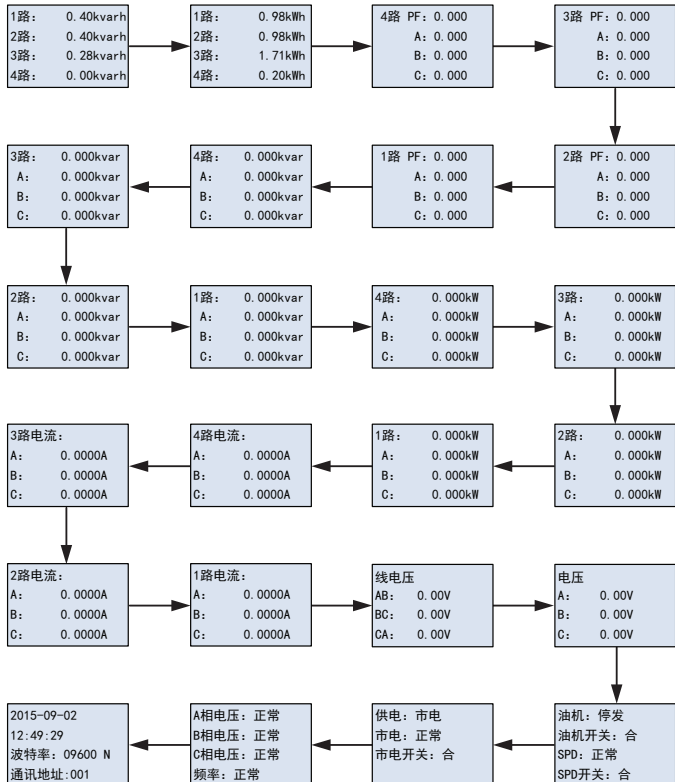 1路： 0.40kvarh
2路： 0.40kvarh
3路： 0.28kvarh
4路： 0.00kvarh
1路： 0.98kWh
2路： 0.98kWh
3路： 1.71kWh
4路： 0.20kWh
4路 PF：0.000
A：0.000
B：0.000
C：0.000
3路 PF：0.000
A：0.000
B：0.000
C：0.000
3路： 0.000kvar
A： 0.000kvar
B： 0.000kvar
C： 0.000kvar
4路： 0.000kvar
A： 0.000kvar
B： 0.000kvar
C： 0.000kvar
1路 PF：0.000
A：0.000
B：0.000
C：0.000
2路 PF：0.000
A：0.000
B：0.000
C：0.000
2路： 0.000kvar
A： 0.000kvar
B： 0.000kvar
C： 0.000kvar
1路： 0.000kvar
A： 0.000kvar
B： 0.000kvar
C： 0.000kvar
4路： 0.000kW
A： 0.000kW
B： 0.000kW
C： 0.000kW
3路： 0.000kW
A： 0.000kW
B： 0.000kW
C： 0.000kW
3路电流：
A： 0.0000A
B： 0.0000A
C： 0.0000A
4路电流：
A： 0.0000A
B： 0.0000A
C： 0.0000A
1路： 0.000kW
A： 0.000kW
B： 0.000kW
C： 0.000kW
2路： 0.000kW
A： 0.000kW
B： 0.000kW
C： 0.000kW
2路电流：
A： 0.0000A
B： 0.0000A
C： 0.0000A
1路电流：
A： 0.0000A
B： 0.0000A
C： 0.0000A
线电压
AB： 0.00V
BC： 0.00V
CA： 0.00V
电压
A： 0.00V
B： 0.00V
C： 0.00V
2015-09-02
12:49:29
波特率：09600 N
通讯地址:001
A相电压：正常
B相电压：正常
C相电压：正常
频率：正常
供电：市电
市电：正常
市电开关：合
油机：停发
油机开关：合
SPD：正常
SPD开关：合